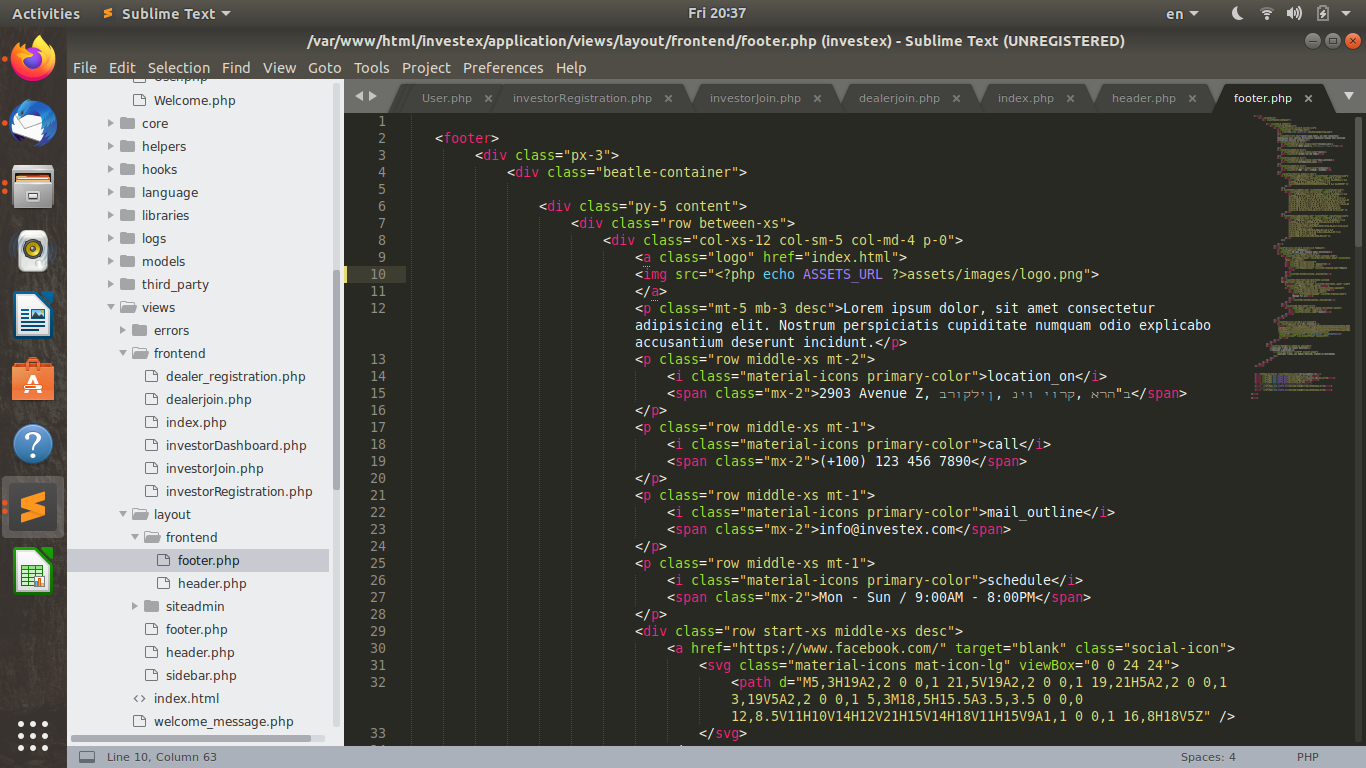 Activities
Sublime Text
Fri 20:37
en
/var/www/html/investex/application/views/layout/frontend/footer.php (investex) - Sublime Text (UNREGISTERED)
File Edit Selection Find View Goto Tools Project Preferences Help
User.php
Welcome.php
core
helpers
hooks
language
libraries
logs
models
third_party
views
errors
frontend
dealer_registration.php
dealerjoin.php
index.php
investorDashboard.php
investorJoin.php
investorRegistration.php
layout
frontend
footer.php
header.php
siteadmin
footer.php
header.php
sidebar.php
index.html
welcome_message.php
User.php investorRegistration.php investorJoin.php dealerjoin.php index.php header.php footer.php
1
2 <footer>
3 <div class="px-3">
4 <div class="beatle-container">
5
6 <div class="py-5 content">
7 <div class="row between-xs">
8 <div class="col-xs-12 col-sm-5 col-md-4 p-0">
9 <a class="logo" href="index.html">
10 <img src="<?php echo ASSETS_URL ?>assets/images/logo.png">
11 </a>
12 <p class="mt-5 mb-3 desc">Lorem ipsum dolor, sit amet consectetur
adipisicing elit. Nostrum perspiciatis cupiditate numquam odio explicabo
accusantium deserunt incidunt.</p>
13 <p class="row middle-xs mt-2">
14 <i class="material-icons primary-color">location_on</i>
15 <span class="mx-2">2903 Avenue Z, ברוקלין, ניו יורק, ארה"ב</span>
16 </p>
17 <p class="row middle-xs mt-1">
18 <i class="material-icons primary-color">call</i>
19 <span class="mx-2">(+100) 123 456 7890</span>
20 </p>
21 <p class="row middle-xs mt-1">
22 <i class="material-icons primary-color">mail_outline</i>
23 <span class="mx-2">info@investex.com</span>
24 </p>
25 <p class="row middle-xs mt-1">
26 <i class="material-icons primary-color">schedule</i>
27 <span class="mx-2">Mon - Sun / 9:00AM - 8:00PM</span>
28 </p>
29 <div class="row start-xs middle-xs desc">
30 <a href="https://www.facebook.com/" target="blank" class="social-icon">
31 <svg class="material-icons mat-icon-lg" viewBox="0 0 24 24">
32 <path d="M5,3H19A2,2 0 0,1 21,5V19A2,2 0 0,1 19,21H5A2,2 0 0,1
3,19V5A2,2 0 0,1 5,3M18,5H15.5A3.5,3.5 0 0,0
12,8.5V11H10V14H12V21H15V14H18V11H15V9A1,1 0 0,1 16,8H18V5Z" />
33 </svg>
Line 10, Column 63
Spaces: 4
PHP